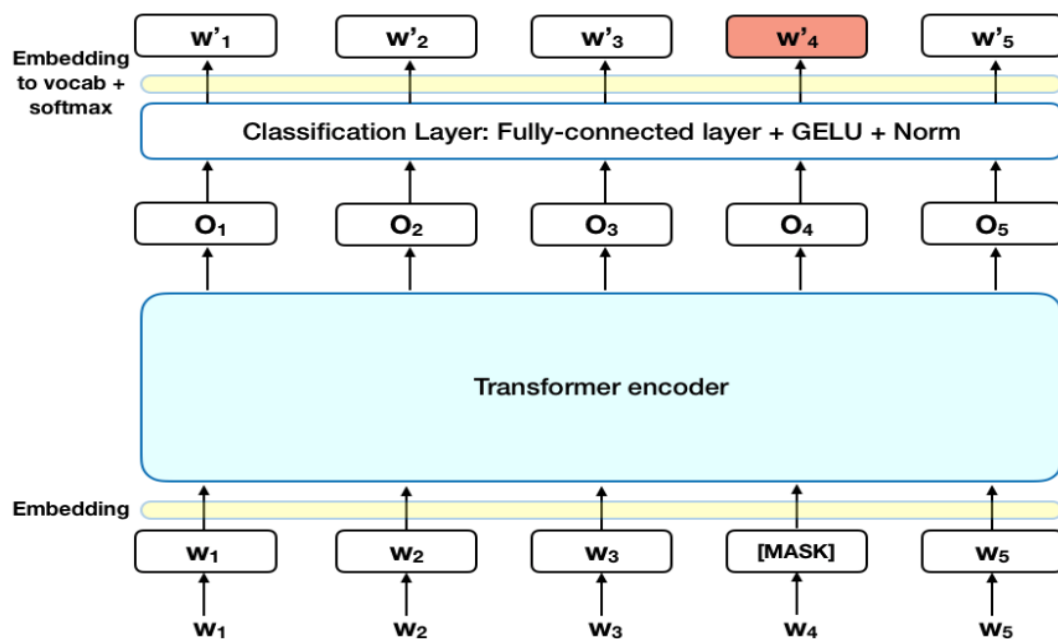 w'₁ w'₂ w'₃ w'₄ w'₅
Embedding
to vocab +
softmax
Classification Layer: Fully-connected layer + GELU + Norm
O₁ O₂ O₃ O₄ O₅
Transformer encoder
Embedding
w₁ w₂ w₃ [MASK] w₅
w₁ w₂ w₃ w₄ w₅